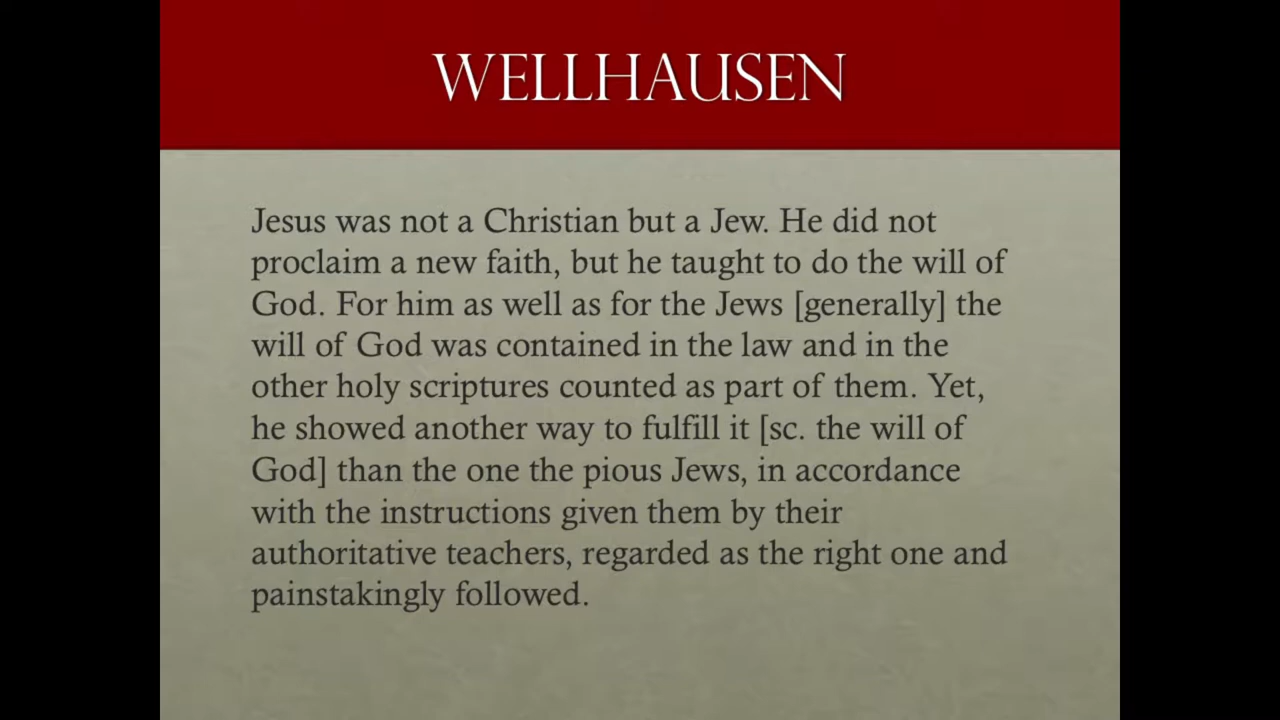 WELLHAUSEN
Jesus was not a Christian but a Jew. He did not
proclaim a new faith, but he taught to do the will of
God. For him as well as for the Jews [generally] the
will of God was contained in the law and in the
other holy scriptures counted as part of them. Yet,
he showed another way to fulfill it [sc. the will of
God] than the one the pious Jews, in accordance
with the instructions given them by their
authoritative teachers, regarded as the right one and
painstakingly followed.